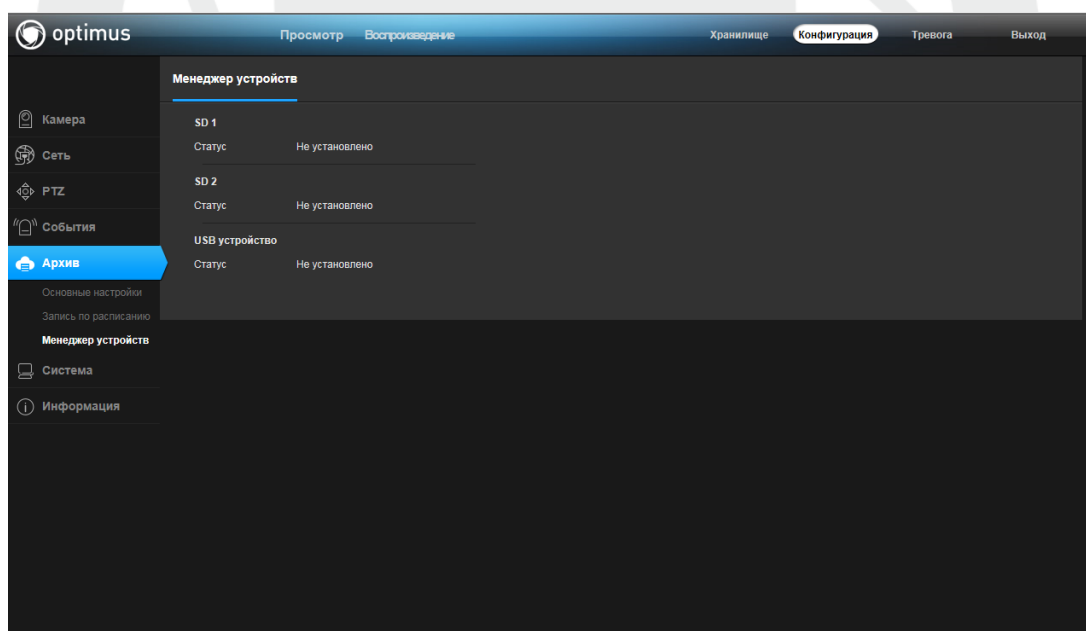 optimus
Просмотр Воспроизведение Хранилище Конфигурация Тревога Выход
Менеджер устройств
Камера
Сеть
PTZ
События
Архив
Основные настройки
Запись по расписанию
Менеджер устройств
Система
Информация
SD 1
Статус Не установлено
SD 2
Статус Не установлено
USB устройство
Статус Не установлено